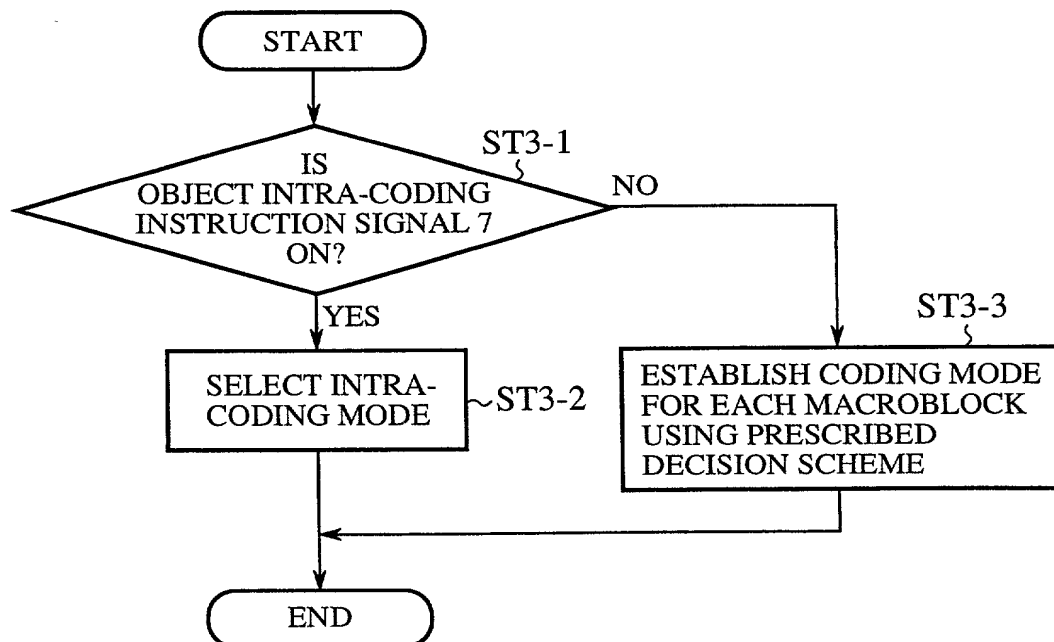 START
ST3-1
IS
OBJECT INTRA-CODING
INSTRUCTION SIGNAL 7
ON?
NO
YES
SELECT INTRA-
CODING MODE
ST3-2
ST3-3
ESTABLISH CODING MODE
FOR EACH MACROBLOCK
USING PRESCRIBED
DECISION SCHEME
END